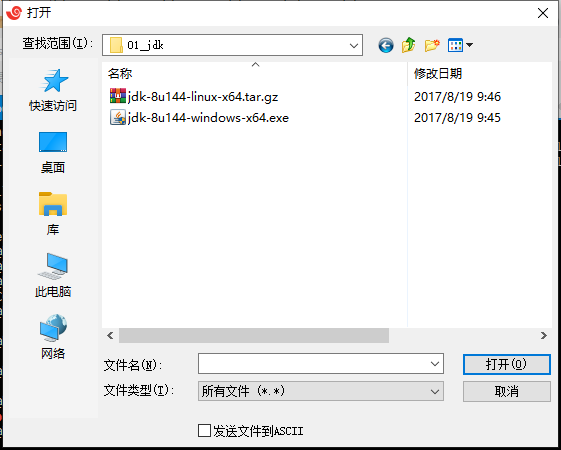 打开
查找范围(I):
01_jdk
名称
修改日期
jdk-8u144-linux-x64.tar.gz
2017/8/19 9:46
jdk-8u144-windows-x64.exe
2017/8/19 9:45
快速访问
桌面
库
此电脑
网络
文件名(N):
打开(O)
文件类型(T):
所有文件 (*.*)
取消
发送文件到ASCII